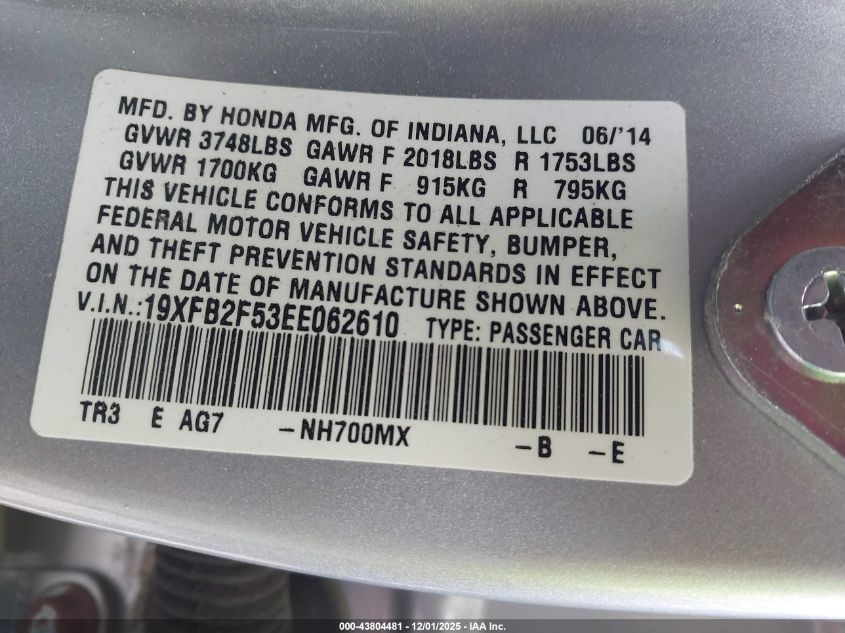 MFD. BY HONDA MFG. OF INDIANA, LLC 06/'14
GVWR 3748LBS GAWR F 2018LBS R 1753LBS
GVWR 1700KG GAWR F 915KG R 795KG
THIS VEHICLE CONFORMS TO ALL APPLICABLE
FEDERAL MOTOR VEHICLE SAFETY, BUMPER,
AND THEFT PREVENTION STANDARDS IN EFFECT
ON THE DATE OF MANUFACTURE SHOWN ABOVE.
V.I.N.:19XFB2F53EE062610 TYPE: PASSENGER CAR
TR3 E AG7 -NH700MX -B -E
000-43804481 - 12/01/2025 - IAA Inc.